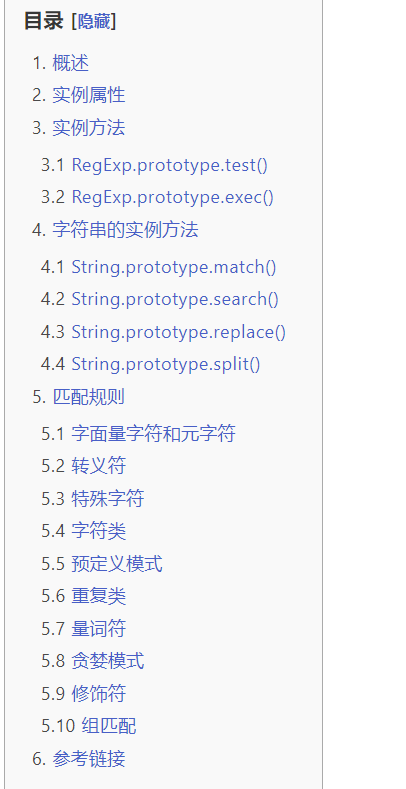 目录 [隐藏]
1. 概述
2. 实例属性
3. 实例方法
3.1 RegExp.prototype.test()
3.2 RegExp.prototype.exec()
4. 字符串的实例方法
4.1 String.prototype.match()
4.2 String.prototype.search()
4.3 String.prototype.replace()
4.4 String.prototype.split()
5. 匹配规则
5.1 字面量字符和元字符
5.2 转义符
5.3 特殊字符
5.4 字符类
5.5 预定义模式
5.6 重复类
5.7 量词符
5.8 贪婪模式
5.9 修饰符
5.10 组匹配
6. 参考链接